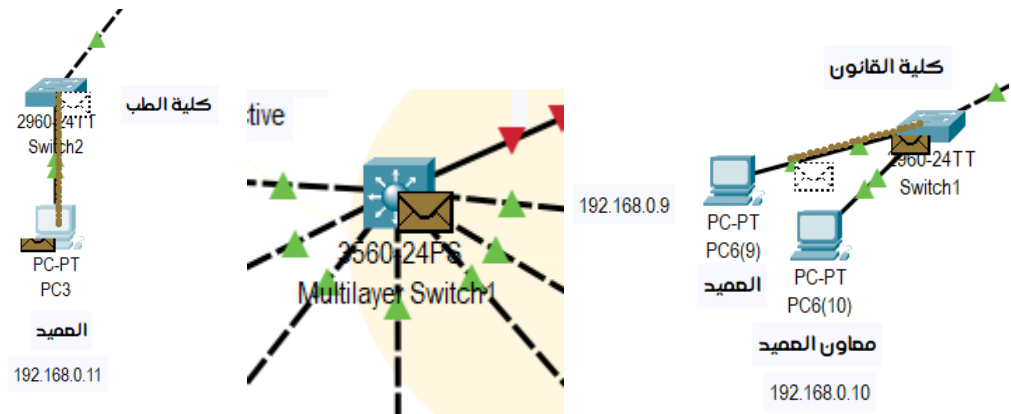 كلية الطب
2960-24TT
Switch2
PC-PT
PC3
العميد
192.168.0.11
tive
3560-24PS
Multilayer Switch1
كلية القانون
2960-24TT
Switch1
192.168.0.9
PC-PT
PC6(9)
العميد
PC-PT
PC6(10)
معاون العميد
192.168.0.10